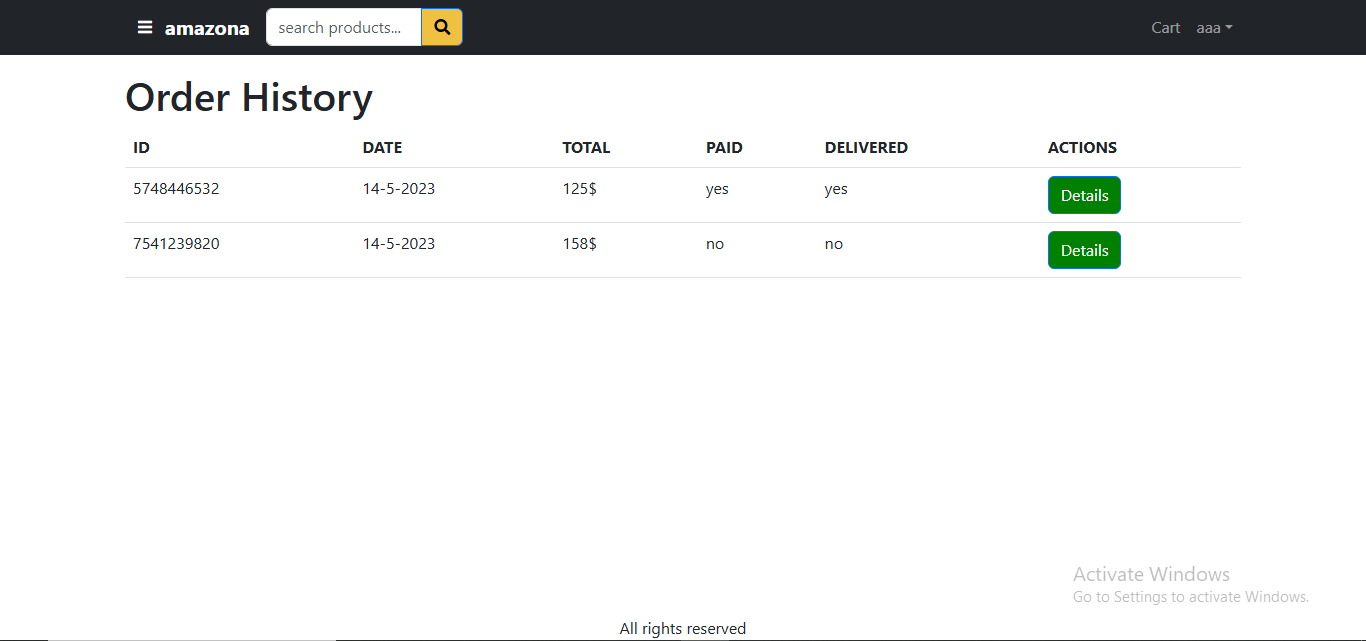 amazona search products... Cart aaa
Order History
ID DATE TOTAL PAID DELIVERED ACTIONS
5748446532 14-5-2023 125$ yes yes Details
7541239820 14-5-2023 158$ no no Details
Activate Windows
Go to Settings to activate Windows.
All rights reserved